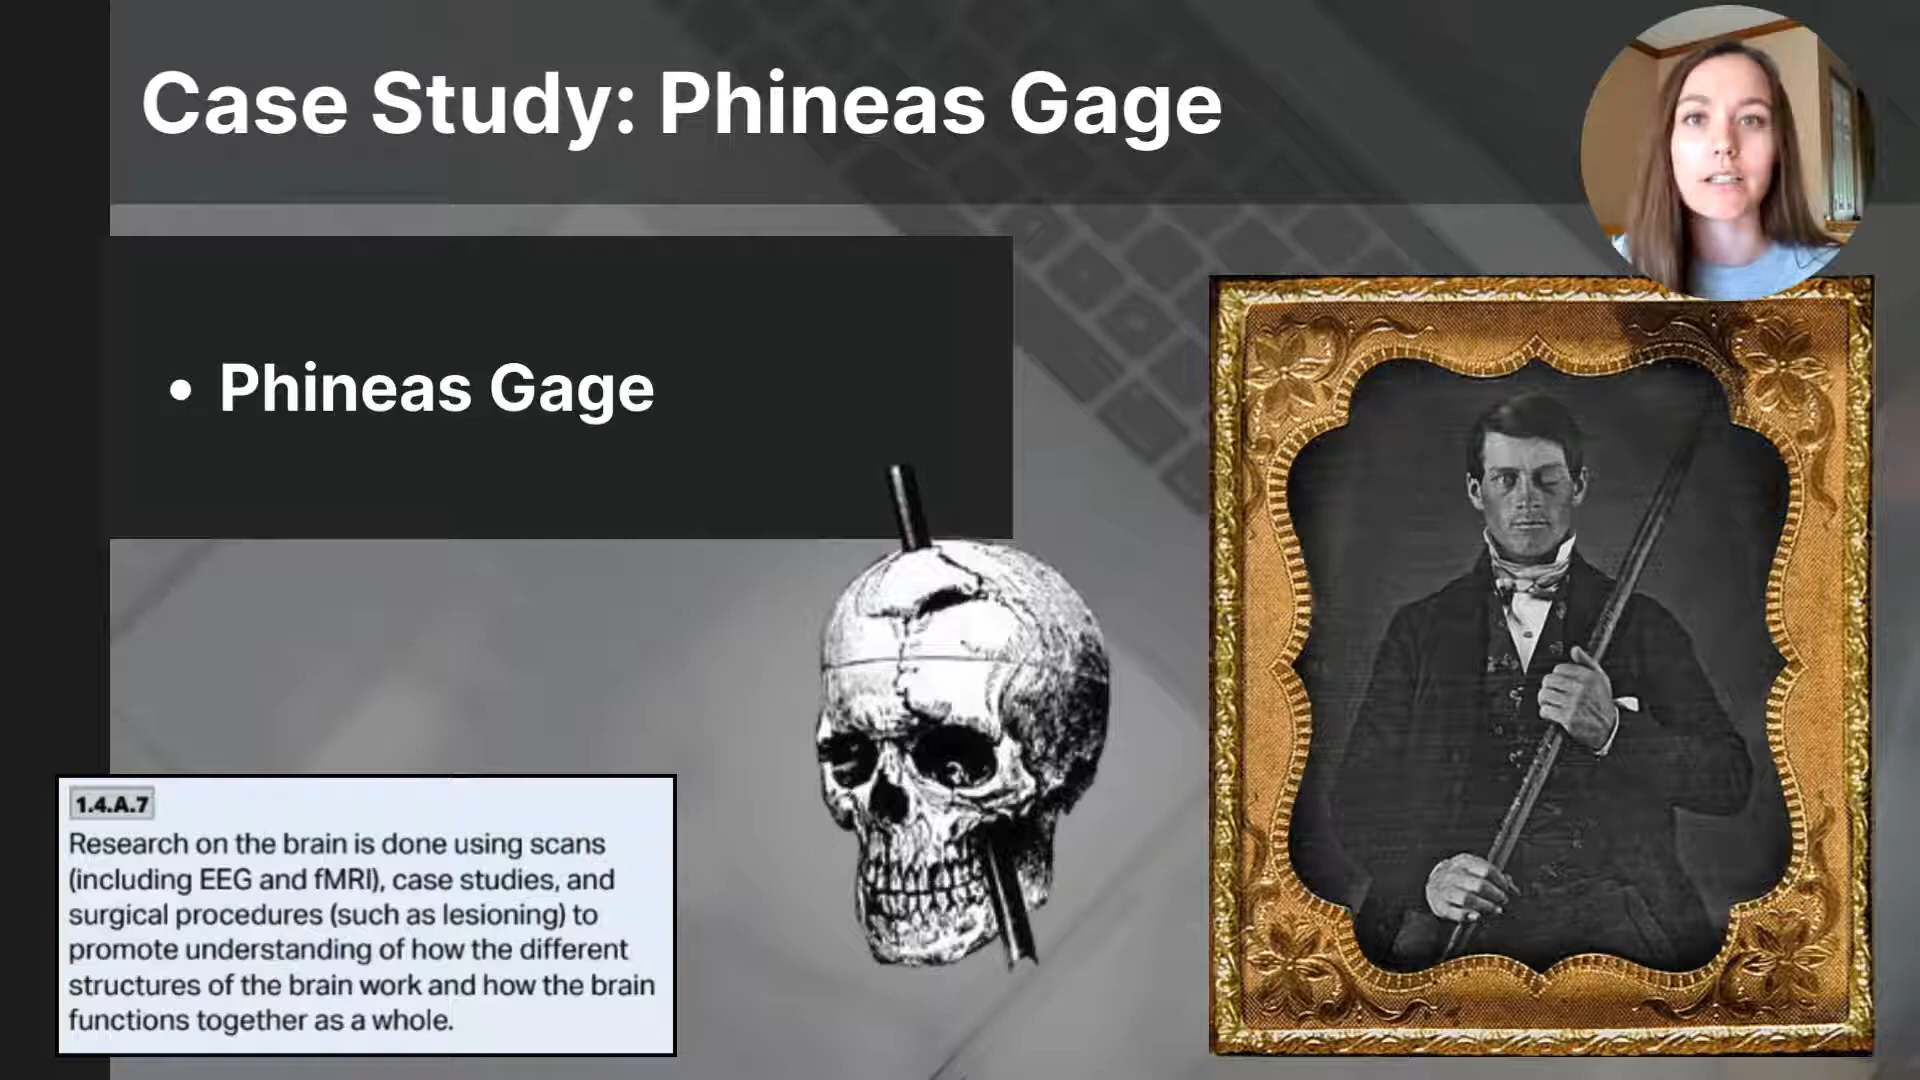 Case Study: Phineas Gage
• Phineas Gage
1.4.A.7
Research on the brain is done using scans
(including EEG and fMRI), case studies, and
surgical procedures (such as lesioning) to
promote understanding of how the different
structures of the brain work and how the brain
functions together as a whole.